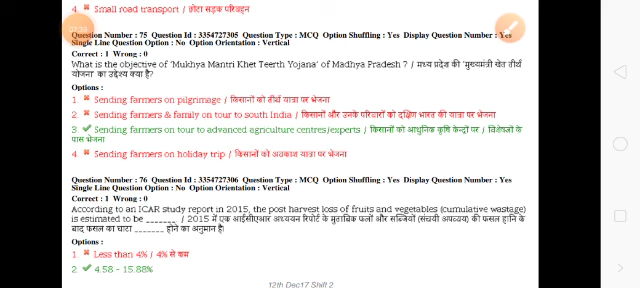 4. ✖ Small road transport / छोटा सड़क परिवहन
Question Number : 75 Question Id : 3354727305 Question Type : MCQ Option Shuffling : Yes Display Question Number : Yes
Single Line Question Option : No Option Orientation : Vertical
Correct : 1 Wrong : 0
What is the objective of 'Mukhya Mantri Khet Teerth Yojana' of Madhya Pradesh ? / मध्य प्रदेश की 'मुख्यमंत्री खेत तीर्थ
योजना' का उद्देश्य क्या है?
Options :
1. ✖ Sending farmers on pilgrimage / किसानों को तीर्थ यात्रा पर भेजना
2. ✖ Sending farmers & family on tour to south India / किसानों और उनके परिवारों को दक्षिण भारत की यात्रा पर भेजना
3. ✔ Sending farmers on tour to advanced agriculture centres/experts / किसानों को आधुनिक कृषि केन्द्रों पर / विशेषज्ञों के
पास भेजना
4. ✖ Sending farmers on holiday trip / किसानों को अवकाश यात्रा पर भेजना
Question Number : 76 Question Id : 3354727306 Question Type : MCQ Option Shuffling : Yes Display Question Number : Yes
Single Line Question Option : No Option Orientation : Vertical
Correct : 1 Wrong : 0
According to an ICAR study report in 2015, the post harvest loss of fruits and vegetables (cumulative wastage)
is estimated to be _______. / 2015 में एक आईसीएआर अध्ययन रिपोर्ट के मुताबिक फलों और सब्जियों (संचयी अपव्यय) की फसल हानि के
बाद फसल का घाटा _______ होने का अनुमान है।
Options :
1. ✖ Less than 4% / 4% से कम
2. ✔ 4.58 - 15.88%
12th Dec17 Shift 2